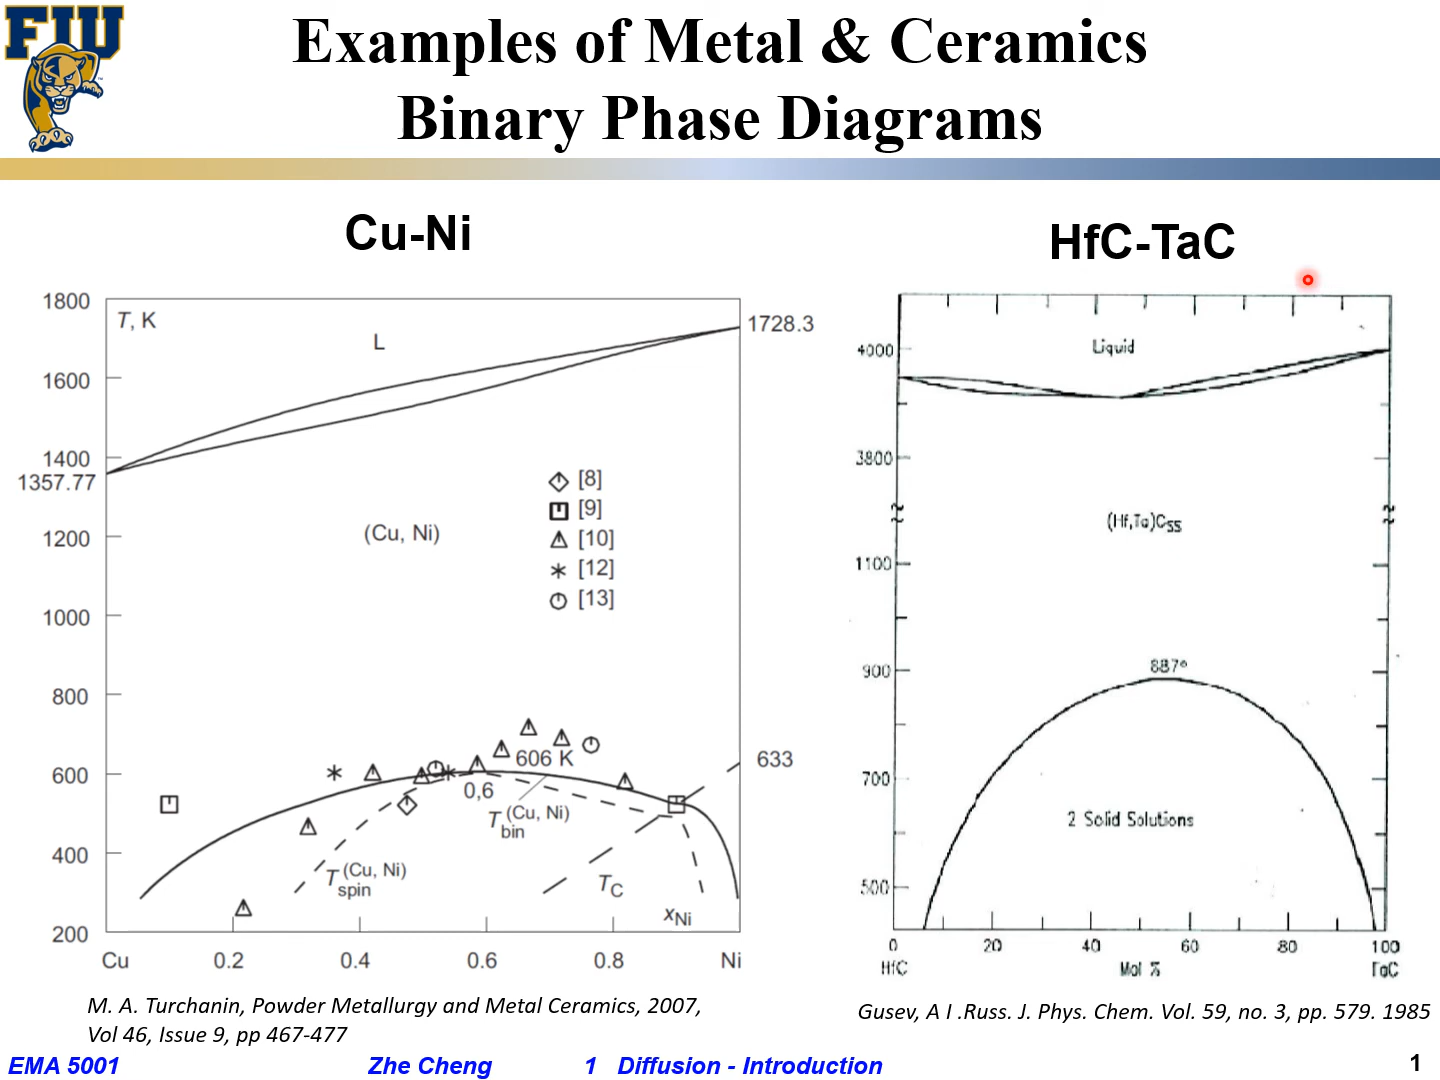 FIU
Examples of Metal & Ceramics
Binary Phase Diagrams
Cu-Ni
1800
1600
1400
1357.77
1200
1000
800
600
400
200
T, K
L
1728.3
(Cu, Ni)
[8]
[9]
[10]
[12]
[13]
606 K
633
0,6
T bin (Cu, Ni)
T spin (Cu, Ni)
TC
xNi
Cu
0.2
0.4
0.6
0.8
Ni
M. A. Turchanin, Powder Metallurgy and Metal Ceramics, 2007,
Vol 46, Issue 9, pp 467-477
HfC-TaC
4000
3800
1100
900
700
500
Liquid
(Hf,Ta)Css
887°
2 Solid Solutions
0
20
40
60
80
100
HfC
Mol %
TaC
Gusev, A I .Russ. J. Phys. Chem. Vol. 59, no. 3, pp. 579. 1985
EMA 5001
Zhe Cheng
1 Diffusion - Introduction
1